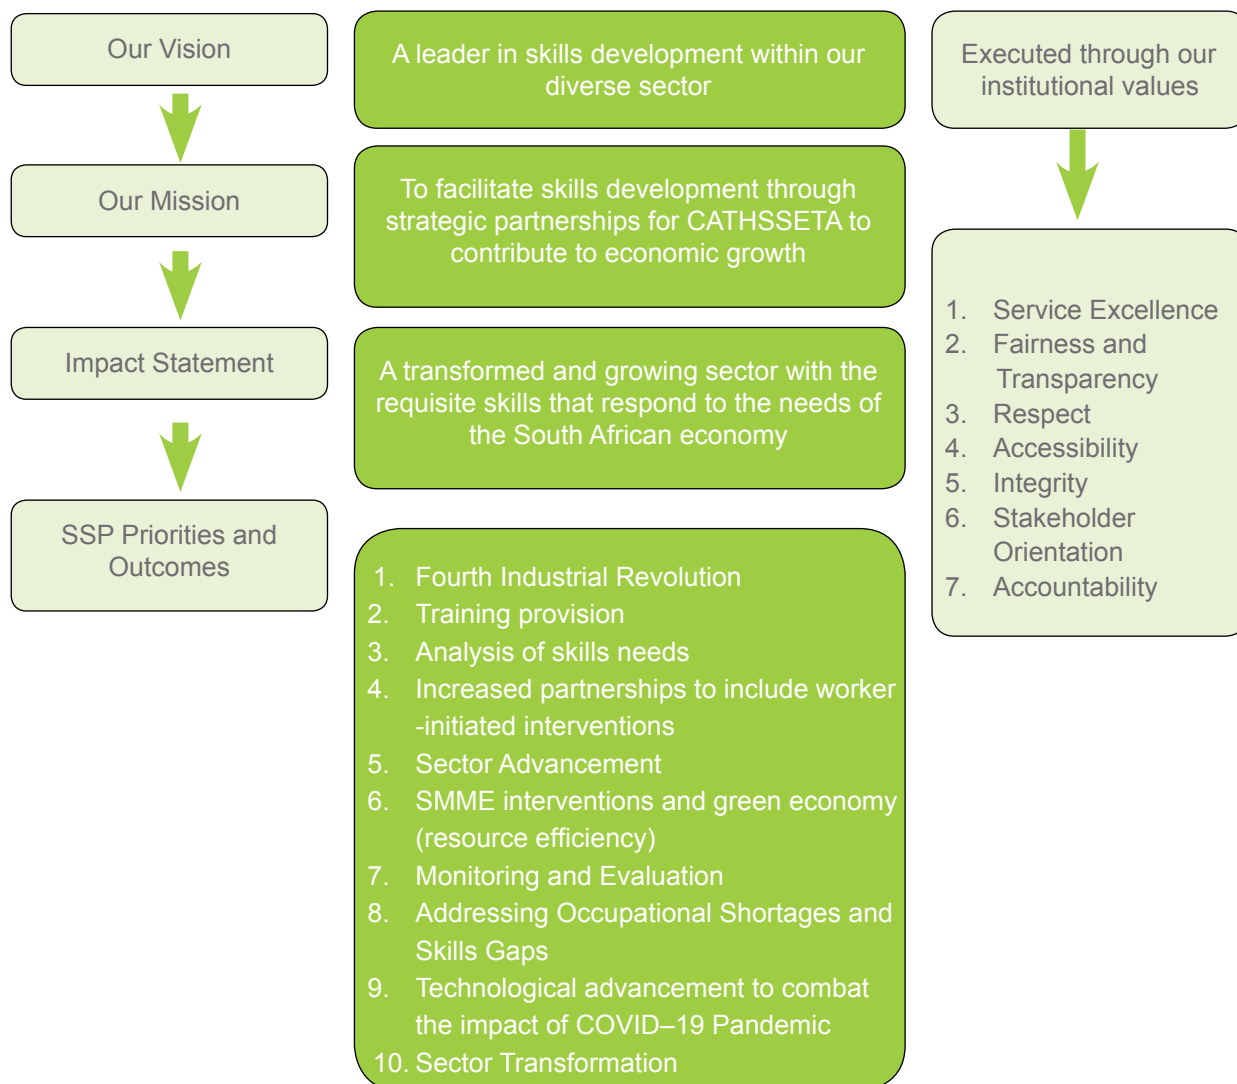 Our Vision
A leader in skills development within our
diverse sector
Executed through our
institutional values
Our Mission
To facilitate skills development through
strategic partnerships for CATHSSETA to
contribute to economic growth
Impact Statement
A transformed and growing sector with the
requisite skills that respond to the needs of
the South African economy
SSP Priorities and
Outcomes
1. Fourth Industrial Revolution
2. Training provision
3. Analysis of skills needs
4. Increased partnerships to include worker
-initiated interventions
5. Sector Advancement
6. SMME interventions and green economy
(resource efficiency)
7. Monitoring and Evaluation
8. Addressing Occupational Shortages and
Skills Gaps
9. Technological advancement to combat
the impact of COVID–19 Pandemic
10. Sector Transformation
1. Service Excellence
2. Fairness and
Transparency
3. Respect
4. Accessibility
5. Integrity
6. Stakeholder
Orientation
7. Accountability